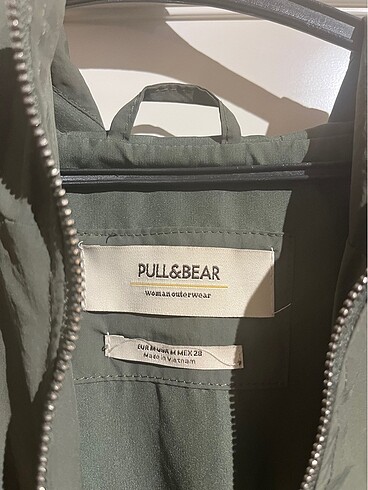 PULL&BEAR
woman outerwear
EUR M USA M MEX 28
Made in Vietnam